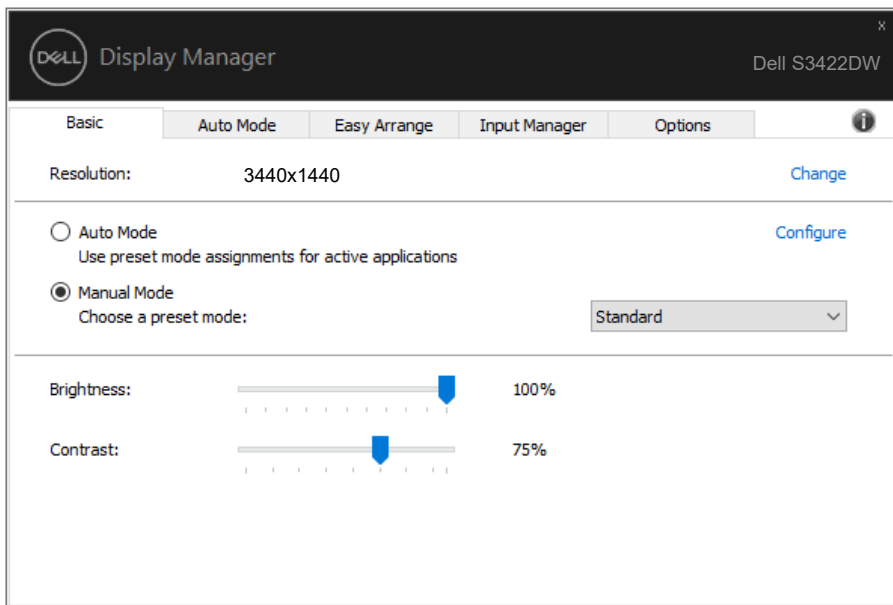 x
DELL Display Manager
Dell S3422DW
Basic Auto Mode Easy Arrange Input Manager Options i
Resolution: 3440x1440 Change
Auto Mode Configure
Use preset mode assignments for active applications
Manual Mode
Choose a preset mode: Standard
Brightness: 100%
Contrast: 75%